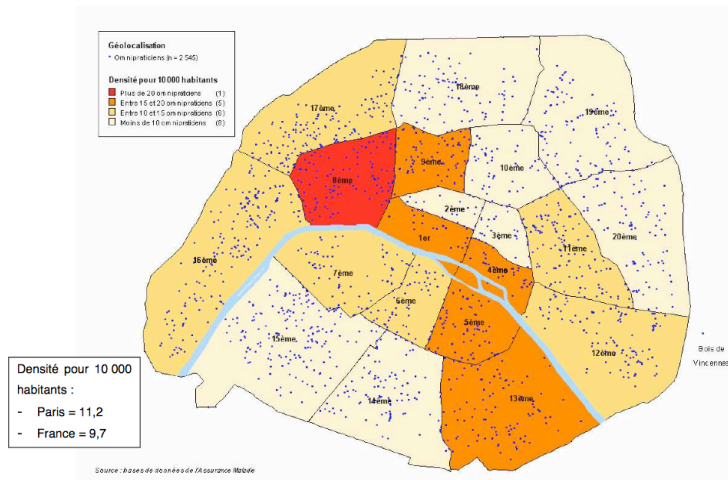 Géolocalisation
Omnipraticiens (n = 2 545)
Densité pour 10 000 habitants
Plus de 20 omnipraticiens (1)
Entre 15 et 20 omnipraticiens (5)
Entre 10 et 15 omnipraticiens (6)
Moins de 10 omnipraticiens (8)
17ème
18ème
19ème
8ème
9ème
10ème
2ème
3ème
1er
11ème
20ème
16ème
7ème
4ème
6ème
5ème
15ème
12ème
Bois de
Vincennes
14ème
13ème
Densité pour 10 000
habitants :
- Paris = 11,2
- France = 9,7
Source : bases de données de l'Assurance Maladie